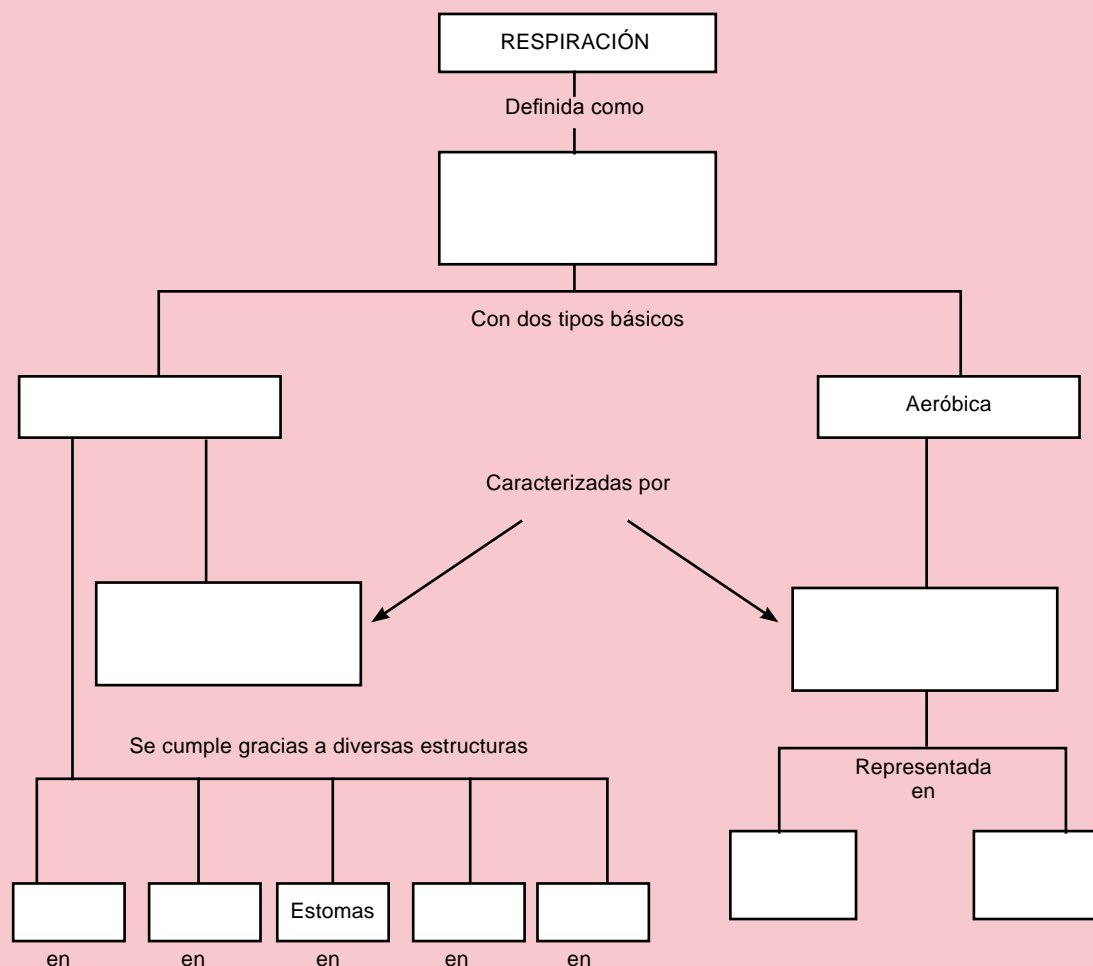 RESPIRACIÓN
Definida como
Con dos tipos básicos
Aeróbica
Caracterizadas por
Se cumple gracias a diversas estructuras
Representada
en
Estomas
en en en en en